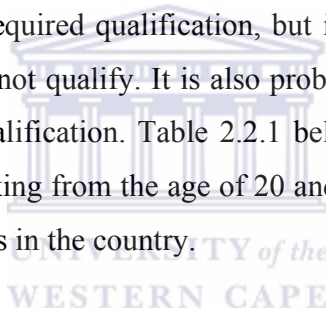 equired qualification, but i
not qualify. It is also prob
alification. Table 2.2.1 bel
king from the age of 20 and
s in the country.
UNIVERSITY of the
WESTERN CAPE